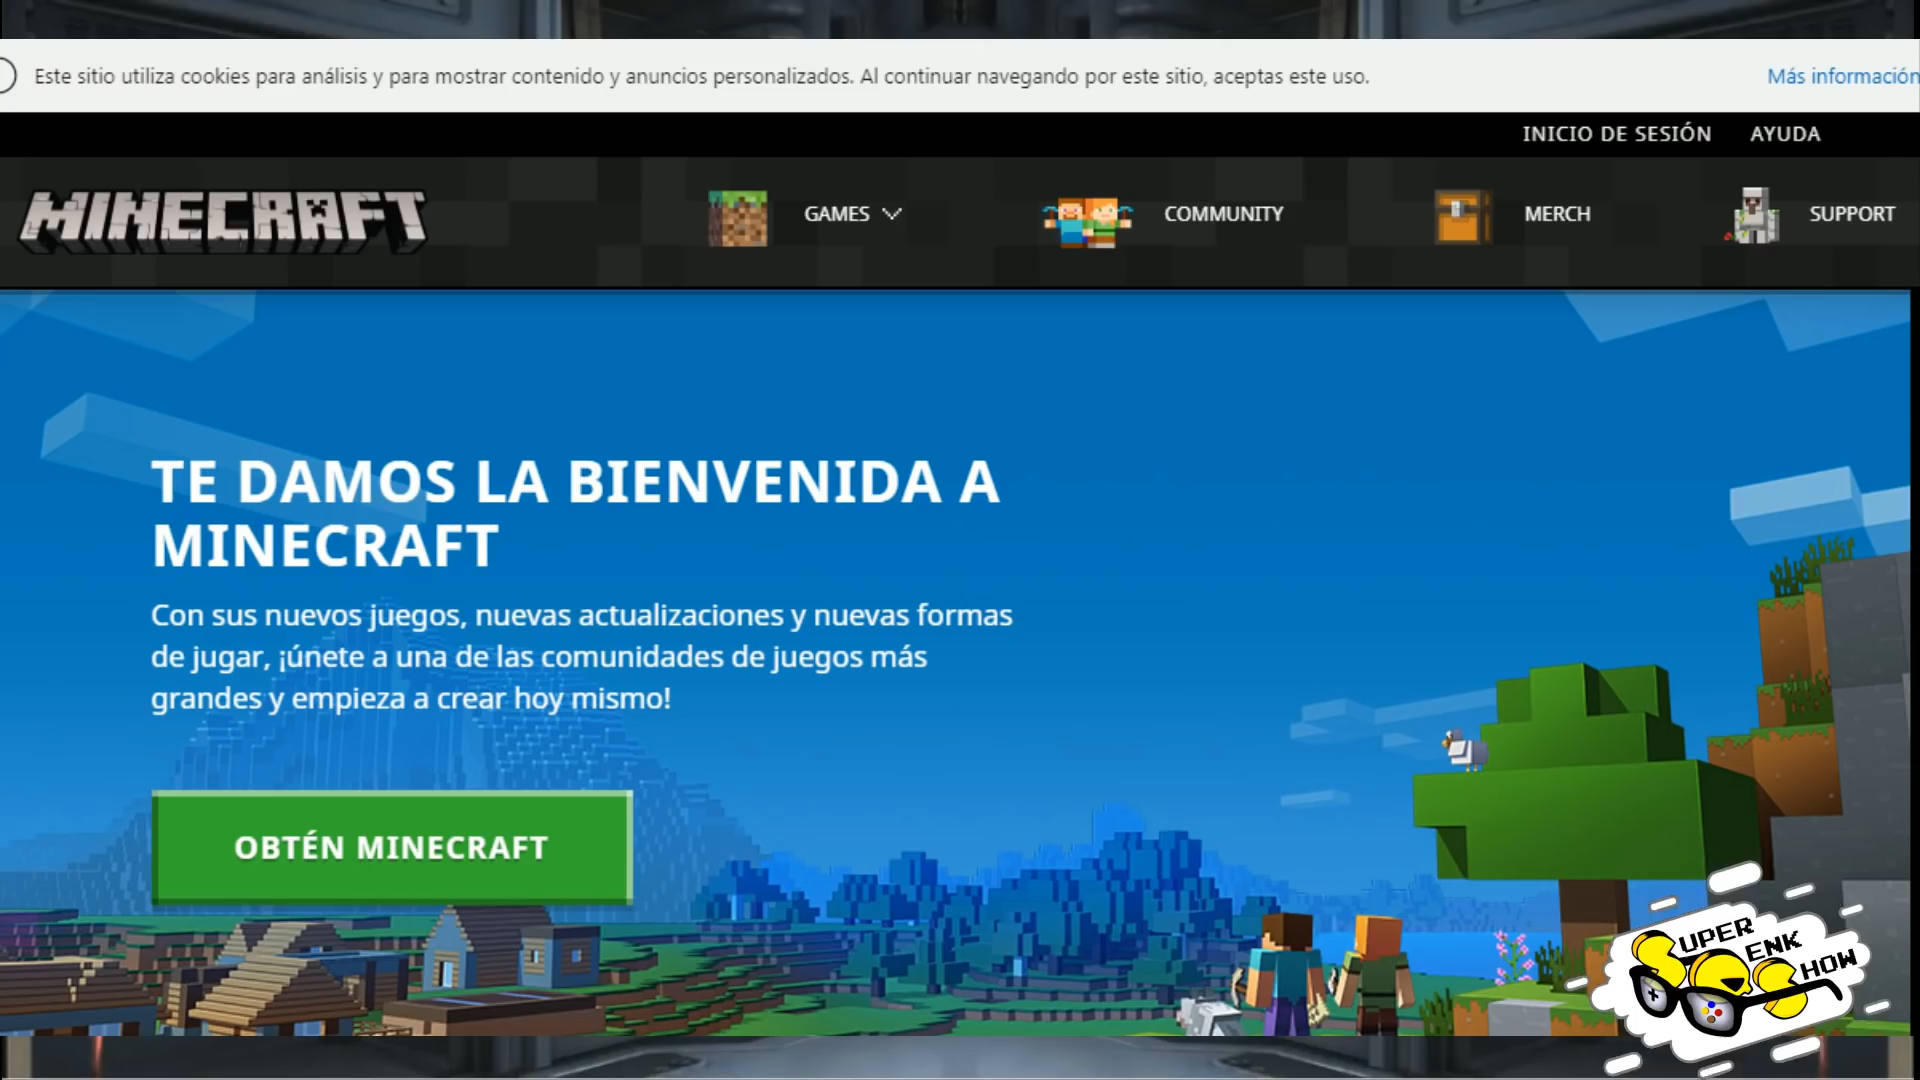 Este sitio utiliza cookies para análisis y para mostrar contenido y anuncios personalizados. Al continuar navegando por este sitio, aceptas este uso.
Más información
INICIO DE SESIÓN AYUDA
MINECRAFT
GAMES
COMMUNITY
MERCH
SUPPORT
TE DAMOS LA BIENVENIDA A
MINECRAFT
Con sus nuevos juegos, nuevas actualizaciones y nuevas formas
de jugar, ¡únete a una de las comunidades de juegos más
grandes y empieza a crear hoy mismo!
OBTÉN MINECRAFT
SUPER
GENK
SHOW